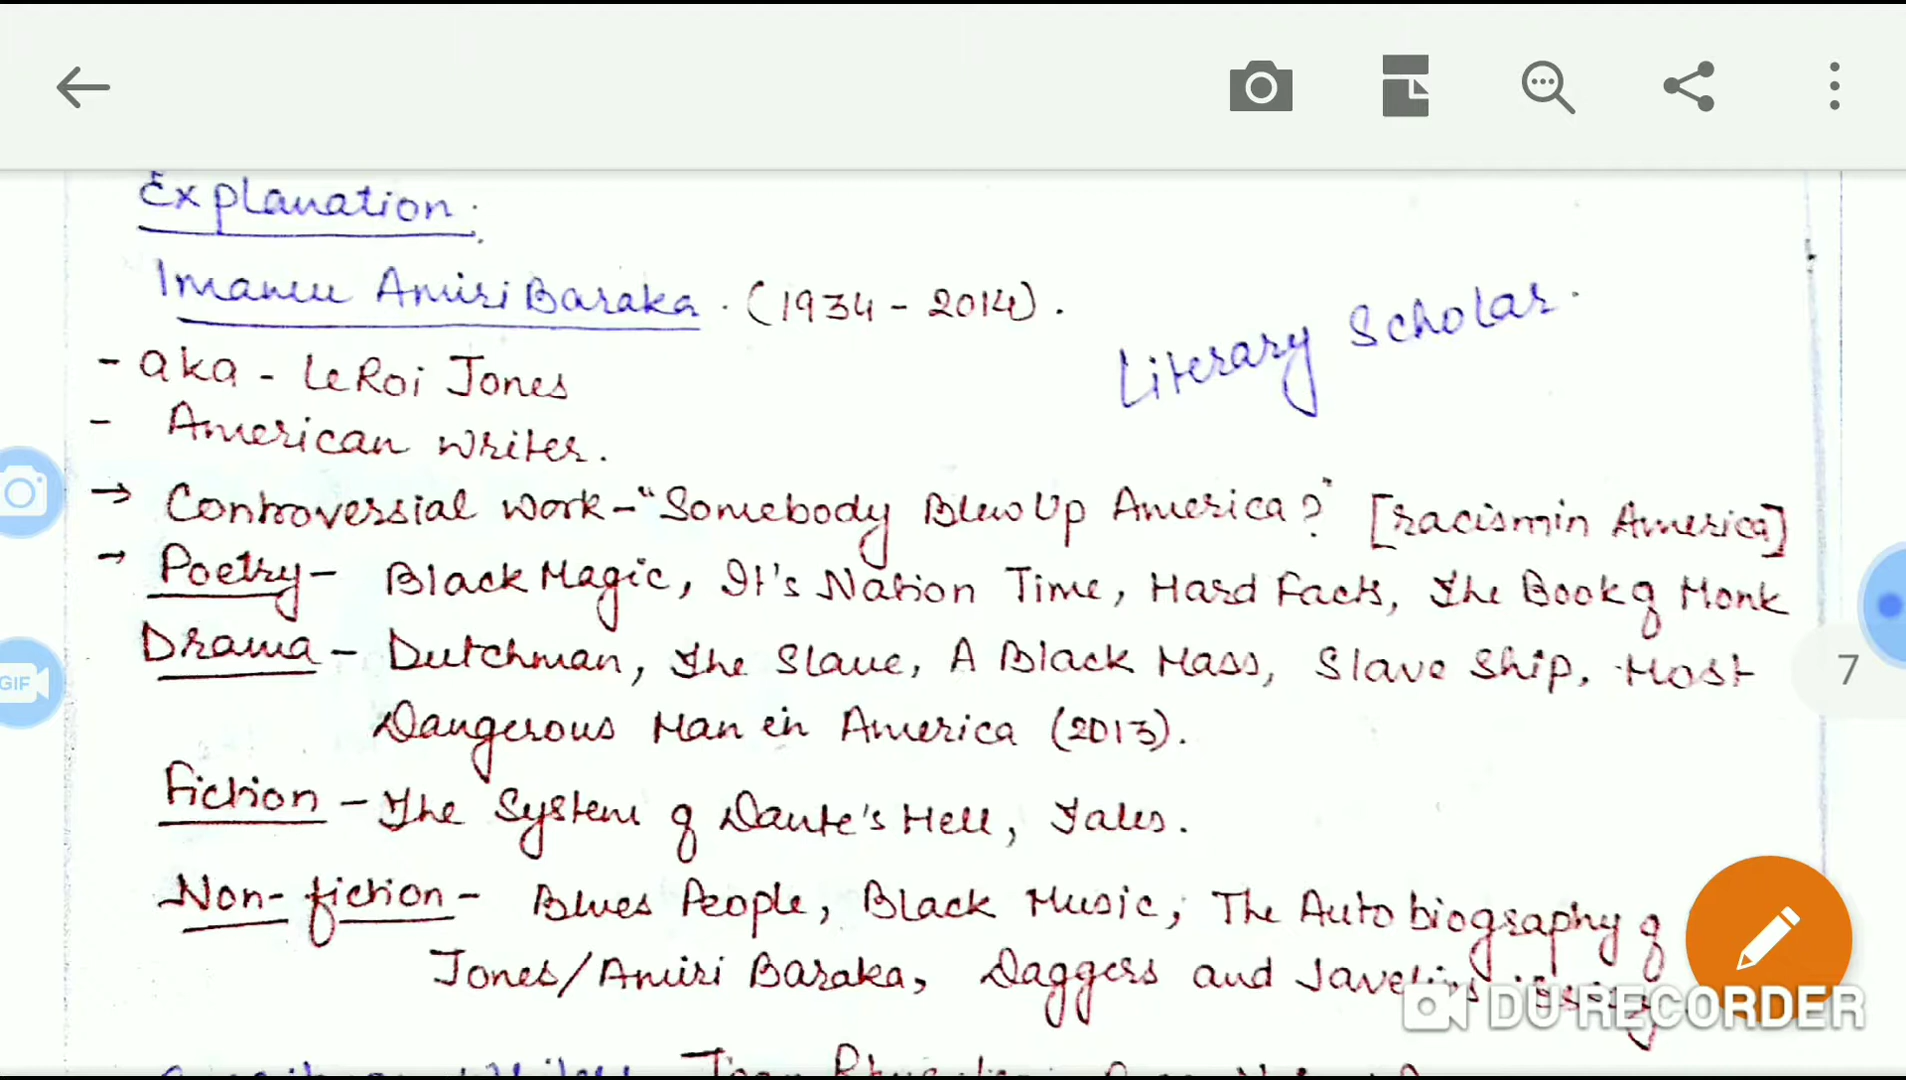 Explanation:
Imamu Amiri Baraka. (1934 - 2014).
Literary Scholar.
- aka - LeRoi Jones
- American writer.
→ Controversial work - "Somebody Blew Up America?" [racism in America]
→ Poetry - Black Magic, It's Nation Time, Hard Facts, The Book of Monk
Drama - Dutchman, The Slave, A Black Mass, Slave Ship, Most
7
Dangerous Man in America (2013).
Fiction - The System of Dante's Hell, Tales.
Non-fiction - Blues People, Black Music, The Autobiography of
Jones/Amiri Baraka, Daggers and Javelins
GIF
DU RECORDER